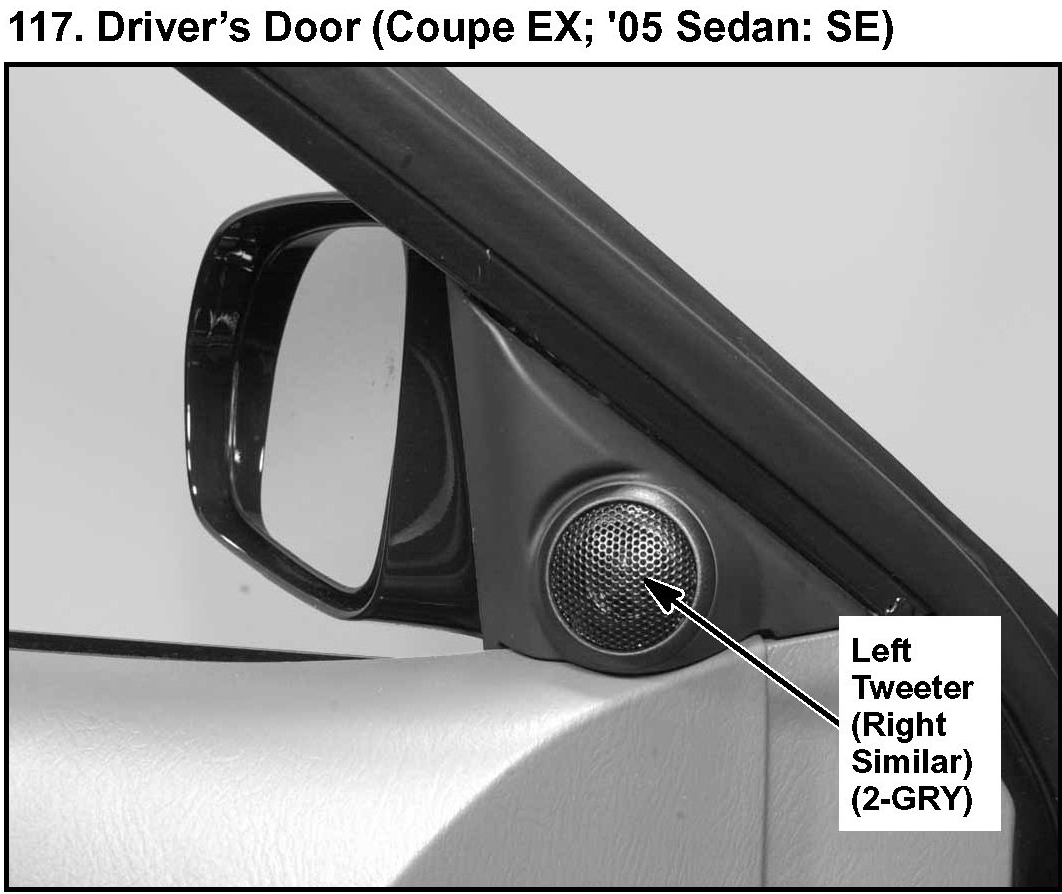 117. Driver’s Door (Coupe EX; '05 Sedan: SE)
Left
Tweeter
(Right
Similar)
(2-GRY)